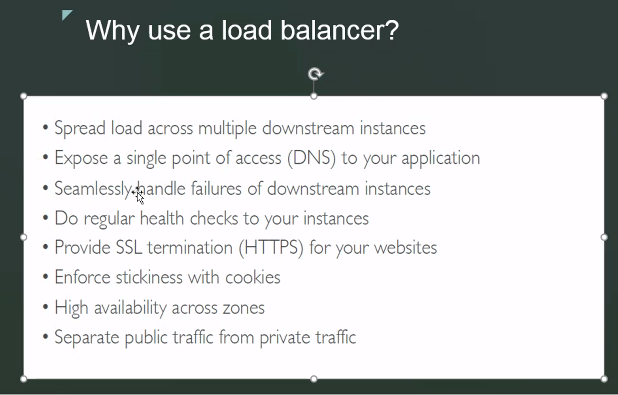 Why use a load balancer?
• Spread load across multiple downstream instances
• Expose a single point of access (DNS) to your application
• Seamlessly handle failures of downstream instances
• Do regular health checks to your instances
• Provide SSL termination (HTTPS) for your websites
• Enforce stickiness with cookies
• High availability across zones
• Separate public traffic from private traffic